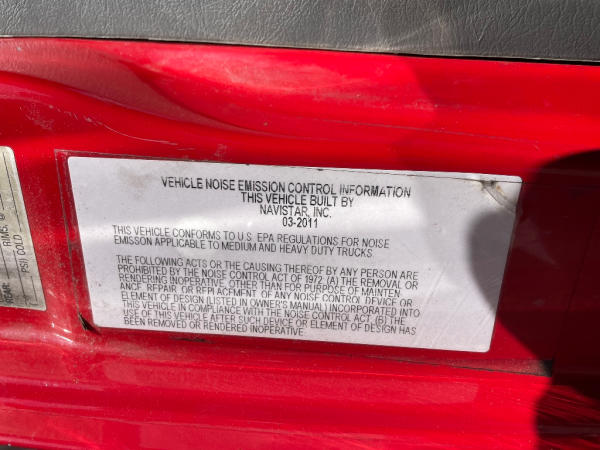 VEHICLE NOISE EMISSION CONTROL INFORMATION
THIS VEHICLE BUILT BY
NAVISTAR, INC.
03-2011
THIS VEHICLE CONFORMS TO U.S. EPA REGULATIONS FOR NOISE
EMISSON APPLICABLE TO MEDIUM AND HEAVY DUTY TRUCKS.
THE FOLLOWING ACTS OR THE CAUSING THEREOF BY ANY PERSON ARE
PROHIBITED BY THE NOISE CONTROL ACT OF 1972 (A) THE REMOVAL OR
RENDERING INOPERATIVE, OTHER THAN FOR PURPOSE OF MAINTEN
ANCE, REPAIR OR REPLACEMENT OF ANY NOISE CONTROL DEVICE OR
ELEMENT OF DESIGN (LISTED IN OWNER'S MANUAL) INCORPORATED INTO
THIS VEHICLE IN COMPLIANCE WITH THE NOISE CONTROL ACT, (B) THE
USE OF THIS VEHICLE AFTER SUCH DEVICE OR ELEMENT OF DESIGN HAS
BEEN REMOVED OR RENDERED INOPERATIVE
RIMS,
PSI COLD
REAR: